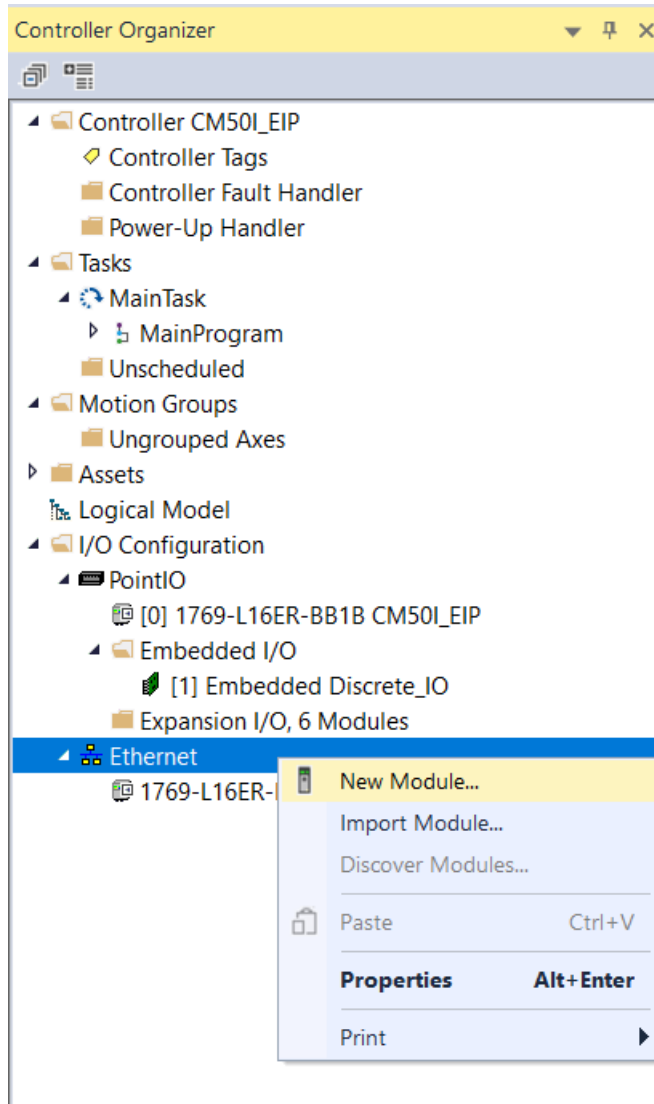 Controller Organizer
Controller CM50I_EIP
Controller Tags
Controller Fault Handler
Power-Up Handler
Tasks
MainTask
MainProgram
Unscheduled
Motion Groups
Ungrouped Axes
Assets
Logical Model
I/O Configuration
PointIO
[0] 1769-L16ER-BB1B CM50I_EIP
Embedded I/O
[1] Embedded Discrete_IO
Expansion I/O, 6 Modules
Ethernet
New Module...
1769-L16ER-
Import Module...
Discover Modules...
Paste Ctrl+V
Properties Alt+Enter
Print